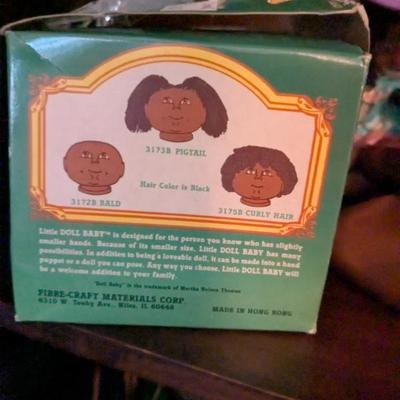 3173B PIGTAIL
3172B BALD
Hair Color is Black
3175B CURLY HAIR
Little DOLL BABY™ is designed for the person you know who has slightly
smaller hands. Because of its smaller size, Little DOLL BABY has many
possibilities. In addition to being a loveable doll, it can be made into a hand
puppet or a doll you can pose. Any way you choose, Little DOLL BABY will
be a welcome addition to your family.
"Doll Baby" is the trademark of Martha Nelson Thomas
FIBRE-CRAFT MATERIALS CORP.
6310 W. Touhy Ave., Niles, IL 60648
MADE IN HONG KONG